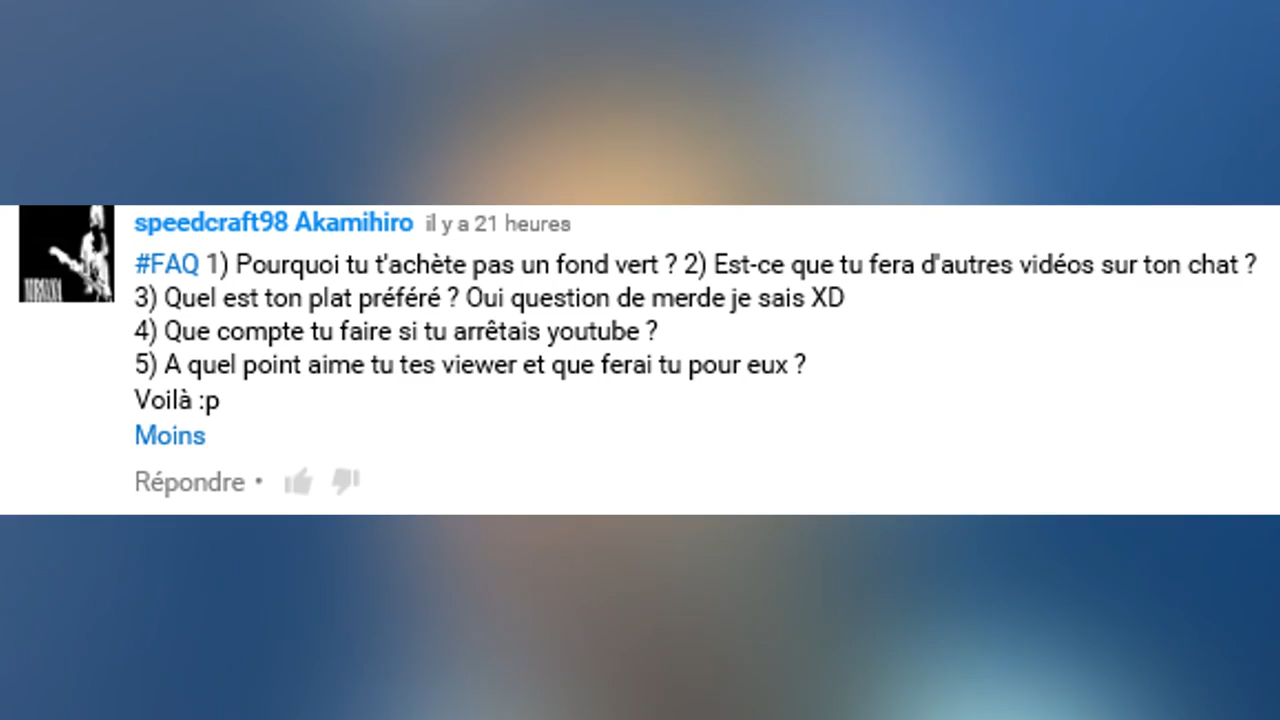 speedcraft98 Akamihiro il y a 21 heures
#FAQ 1) Pourquoi tu t'achète pas un fond vert ? 2) Est-ce que tu fera d'autres vidéos sur ton chat ?
3) Quel est ton plat préféré ? Oui question de merde je sais XD
4) Que compte tu faire si tu arrêtais youtube ?
5) A quel point aime tu tes viewer et que ferai tu pour eux ?
Voilà :p
Moins
Répondre •